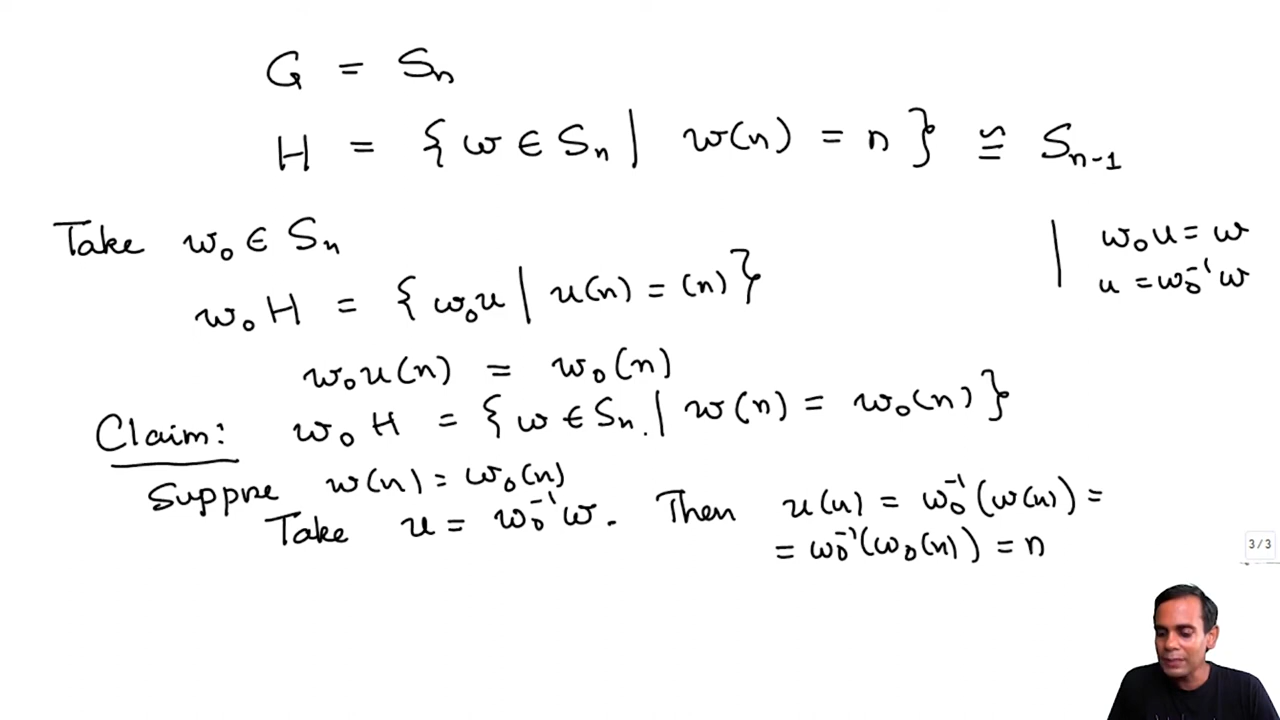 G = Sₙ
H = { w ∈ Sₙ | w(n) = n } ≅ Sₙ₋₁
Take w₀ ∈ Sₙ
w₀u = w
u = w₀⁻¹w
w₀H = { w₀u | u(n) = (n) }
w₀u(n) = w₀(n)
Claim: w₀H = { w ∈ Sₙ. | w(n) = w₀(n) }
Suppose w(n) = w₀(n)
Take u = w₀⁻¹w. Then u(n) = w₀⁻¹(w(n)) =
= w₀⁻¹(w₀(n)) = n
3/3